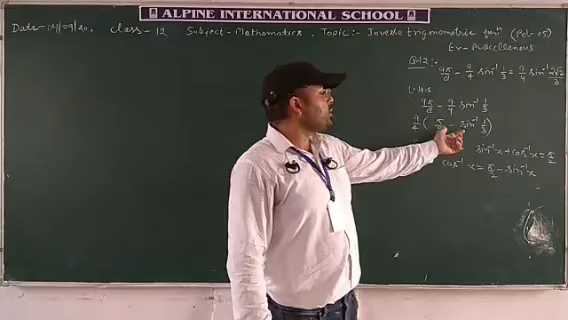 ALPINE INTERNATIONAL SCHOOL
Date- 14/09/20. Class-12 Subject- Mathematics. Topic:- Inverse trigonometric funⁿ (Part-05)
Ex- Miscellenous
Q.12:- 9π/8 - 9/4 sin⁻¹ 1/3 = 9/4 sin⁻¹ 2√2/3
L.H.S
9π/8 - 9/4 sin⁻¹ 1/3
9/4 ( π/2 - sin⁻¹ 1/3 )
sin⁻¹x + cos⁻¹x = π/2
cos⁻¹x = π/2 - sin⁻¹x